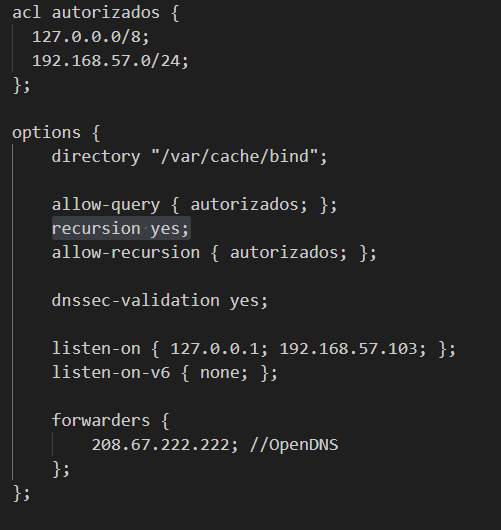 acl autorizados {
127.0.0.0/8;
192.168.57.0/24;
};
options {
directory "/var/cache/bind";
allow-query { autorizados; };
recursion yes;
allow-recursion { autorizados; };
dnssec-validation yes;
listen-on { 127.0.0.1; 192.168.57.103; };
listen-on-v6 { none; };
forwarders {
208.67.222.222; //OpenDNS
};
};